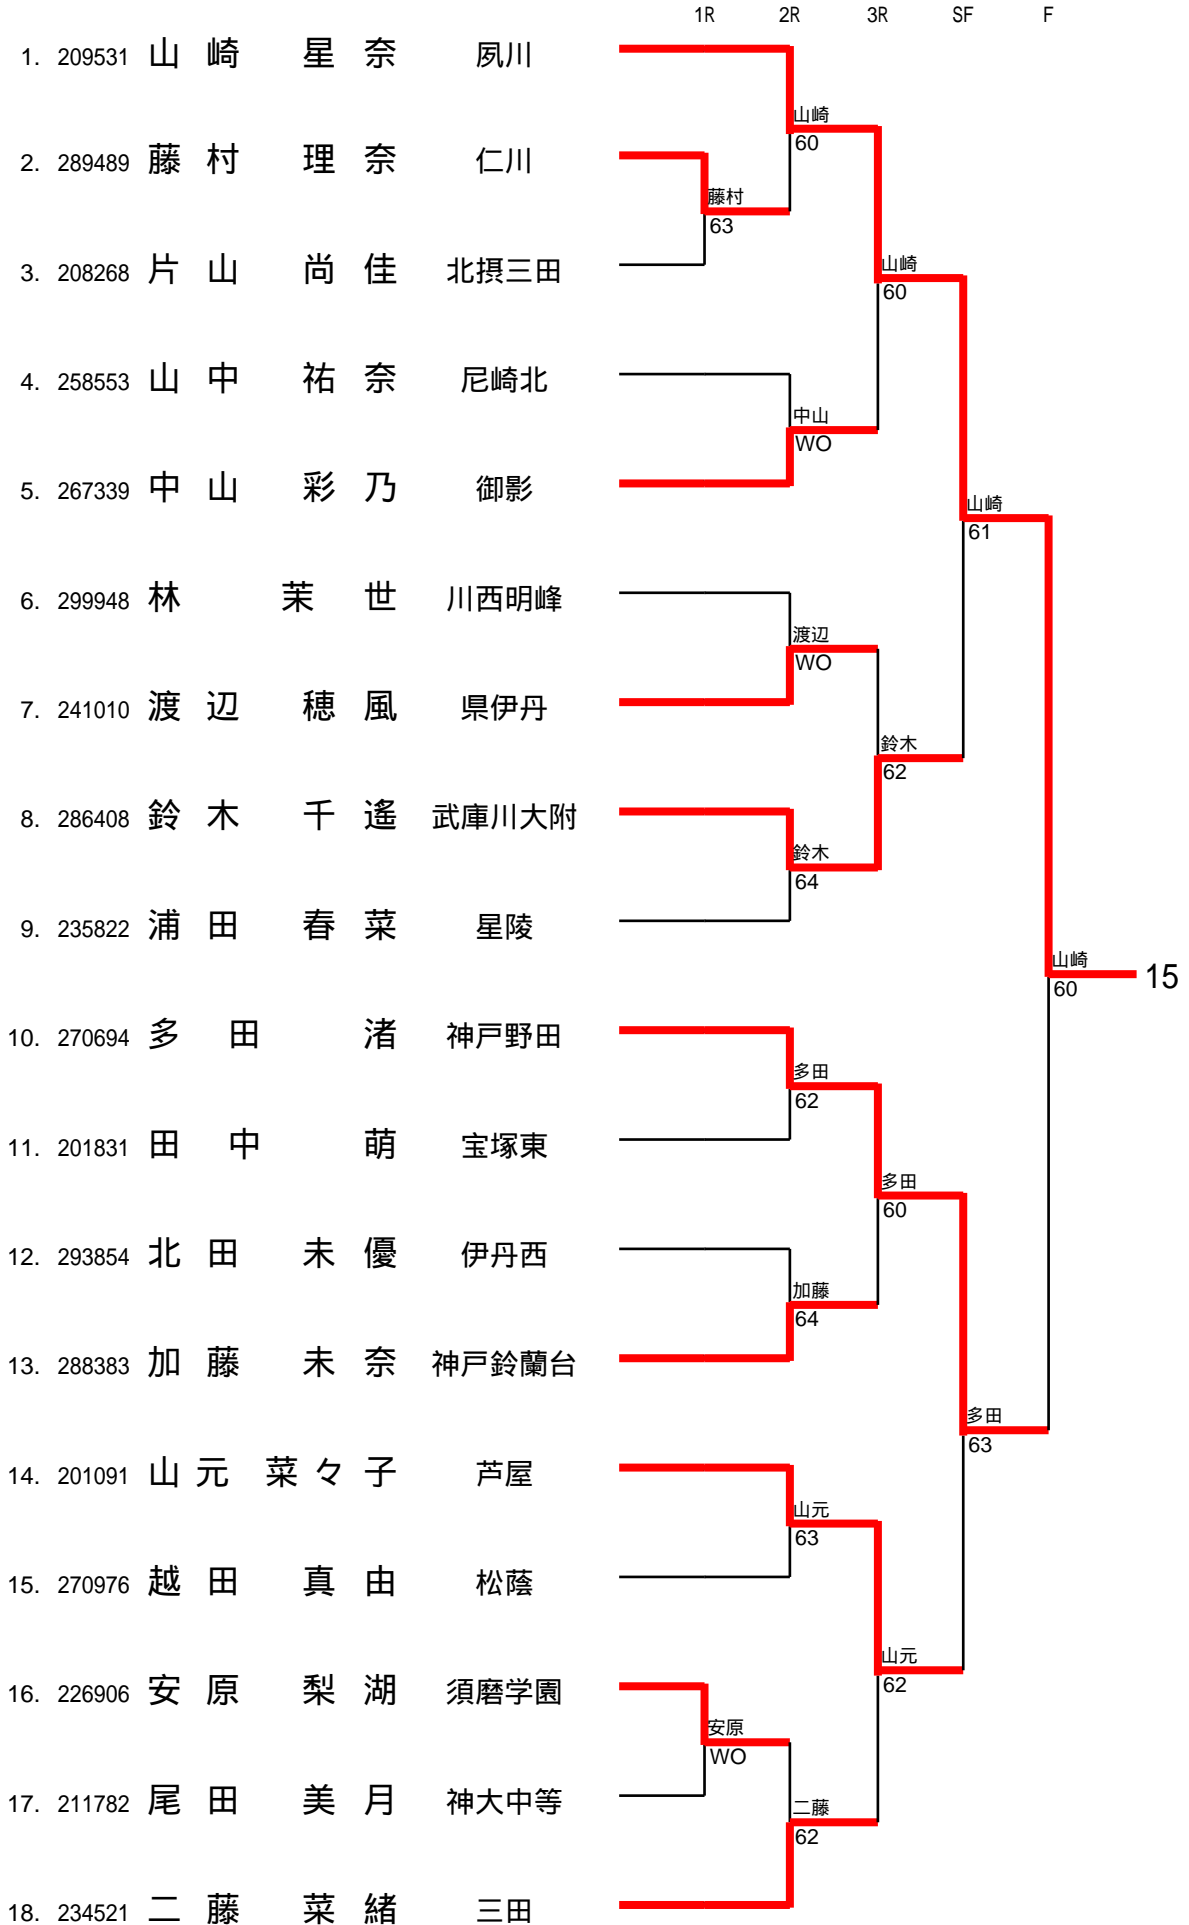 1R 2R 3R SF F
1. 209531 山崎 星奈 夙川
山崎
60
2. 289489 藤村 理奈 仁川
藤村
63
3. 208268 片山 尚佳 北摂三田
山崎
60
4. 258553 山中 祐奈 尼崎北
中山
WO
5. 267339 中山 彩乃 御影
山崎
61
6. 299948 林 茉世 川西明峰
渡辺
WO
7. 241010 渡辺 穂風 県伊丹
鈴木
62
8. 286408 鈴木 千遙 武庫川大附
鈴木
64
9. 235822 浦田 春菜 星陵
山崎
60 15
10. 270694 多田 渚 神戸野田
多田
62
11. 201831 田中 萌 宝塚東
多田
60
12. 293854 北田 未優 伊丹西
加藤
64
13. 288383 加藤 未奈 神戸鈴蘭台
多田
63
14. 201091 山元 菜々子 芦屋
山元
63
15. 270976 越田 真由 松蔭
山元
62
16. 226906 安原 梨湖 須磨学園
安原
WO
17. 211782 尾田 美月 神大中等
二藤
62
18. 234521 二藤 菜緒 三田